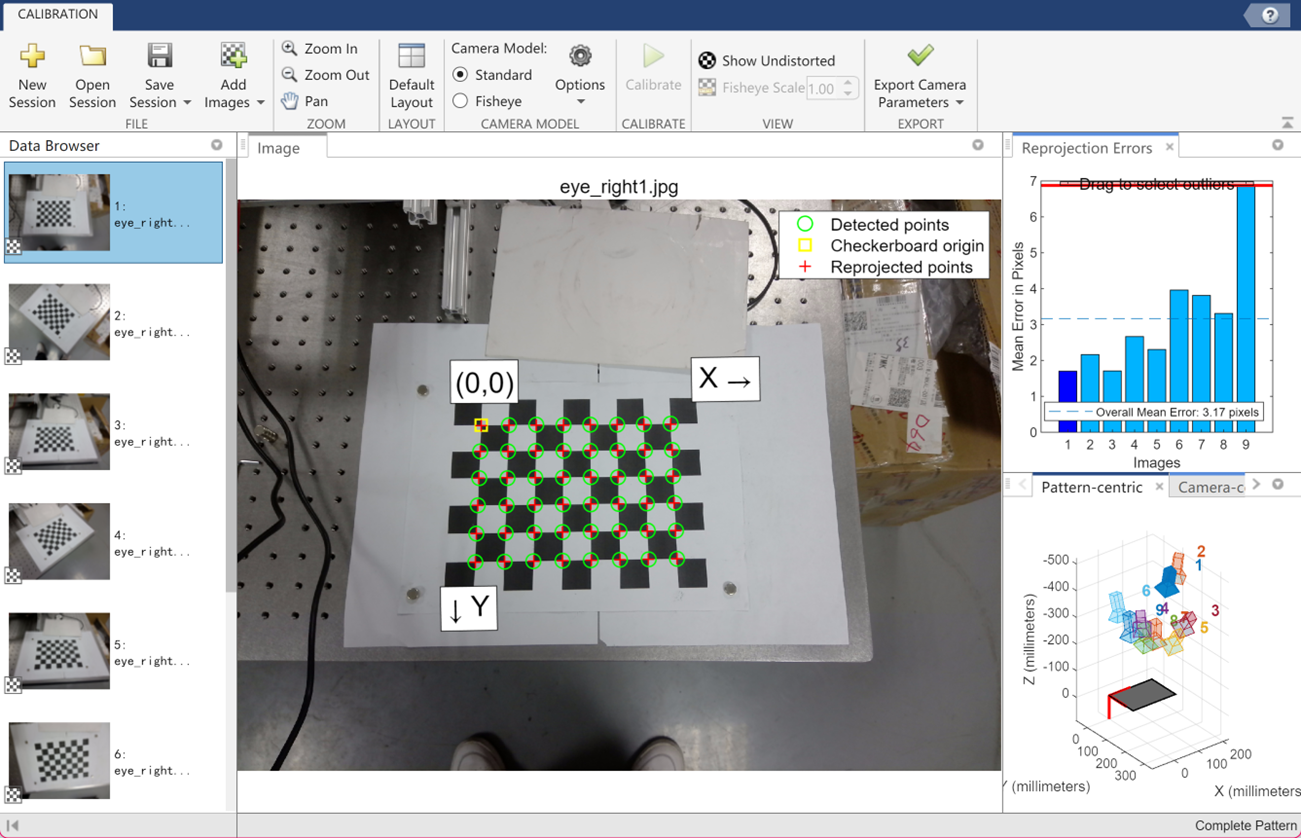 CALIBRATION
?
New
Session
Open
Session
Save
Session
Add
Images
FILE
Zoom In
Zoom Out
Pan
ZOOM
Default
Layout
LAYOUT
Camera Model:
Standard
Fisheye
Options
CAMERA MODEL
Calibrate
CALIBRATE
Show Undistorted
Fisheye Scale 1.00
VIEW
Export Camera
Parameters
EXPORT
Data Browser
1:
eye_right...
2:
eye_right...
3:
eye_right...
4:
eye_right...
5:
eye_right...
6:
eye_right...
Image
eye_right1.jpg
Detected points
Checkerboard origin
Reprojected points
(0,0)
X →
↓ Y
Reprojection Errors
Drag to select outliers
Mean Error in Pixels
7
6
5
4
3
2
1
0
Overall Mean Error: 3.17 pixels
1 2 3 4 5 6 7 8 9
Images
Pattern-centric
Camera-c
Z (millimeters)
-500
-400
-300
-200
-100
0
2
1
6
9
4
3
5
0
100
200
300
0
100
200
(millimeters)
X (millimeters
Complete Pattern